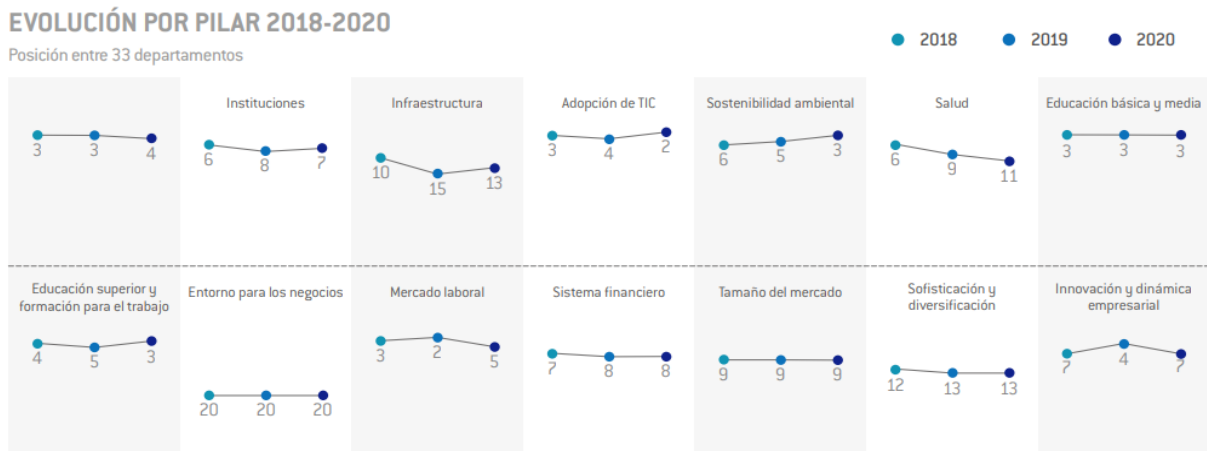 EVOLUCIÓN POR PILAR 2018-2020
Posición entre 33 departamentos
2018 2019 2020
3 3 4
Instituciones
6 8 7
Infraestructura
10 15 13
Adopción de TIC
3 4 2
Sostenibilidad ambiental
6 5 3
Salud
6 9 11
Educación básica y media
3 3 3
Educación superior y
formación para el trabajo
4 5 3
Entorno para los negocios
20 20 20
Mercado laboral
3 2 5
Sistema financiero
7 8 8
Tamaño del mercado
9 9 9
Sofisticación y
diversificación
12 13 13
Innovación y dinámica
empresarial
7 4 7